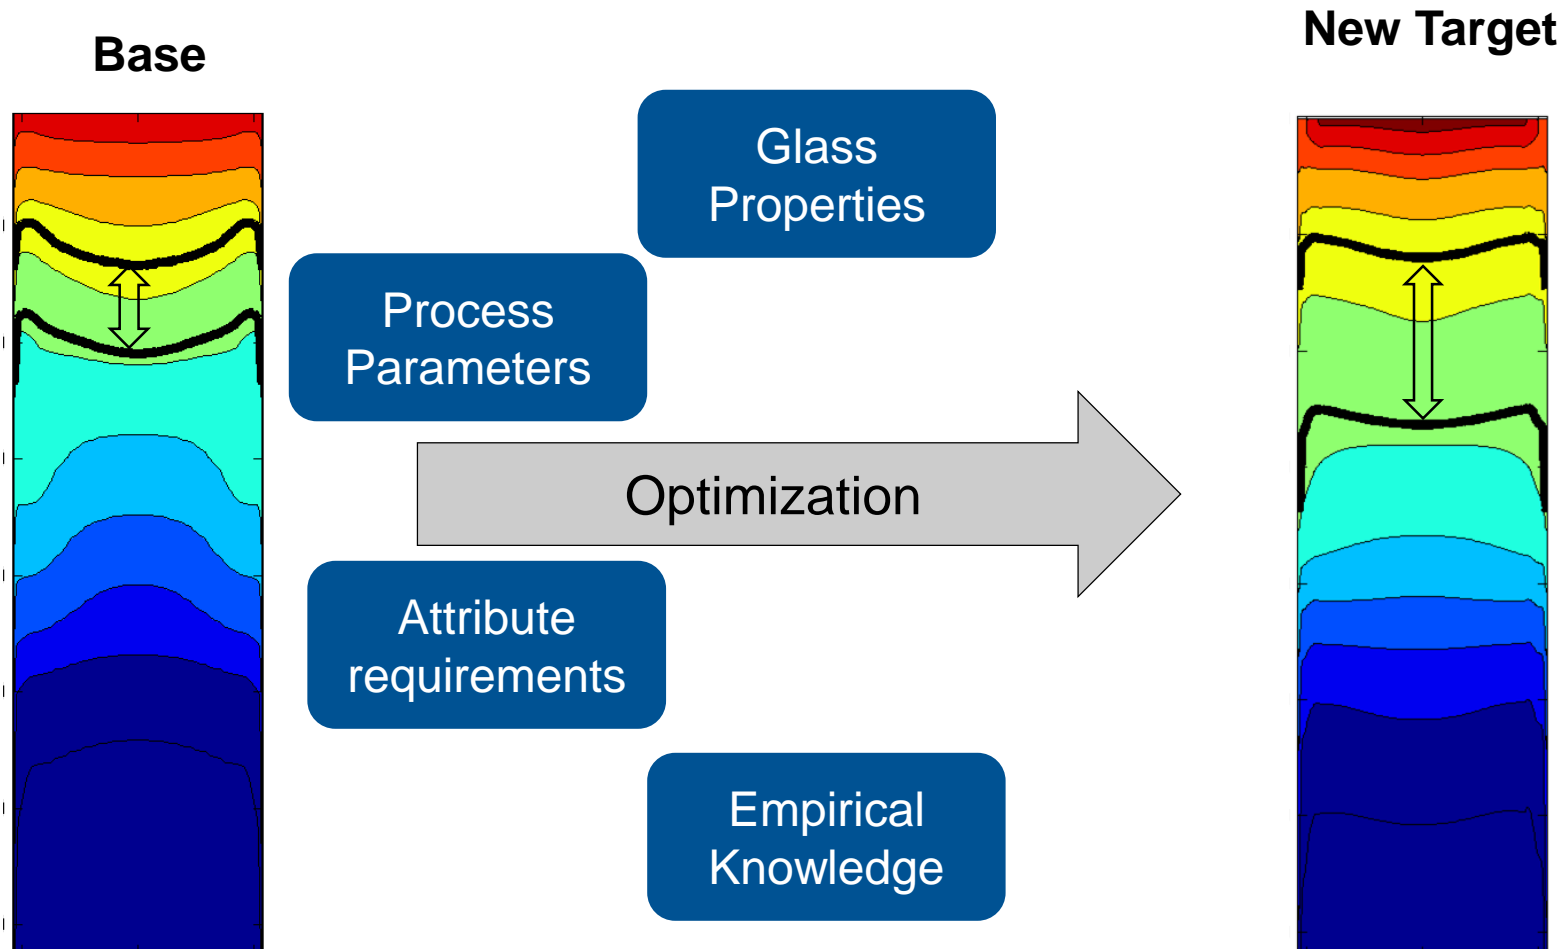 Base
New Target
Glass
Properties
Process
Parameters
Optimization
Attribute
requirements
Empirical
Knowledge